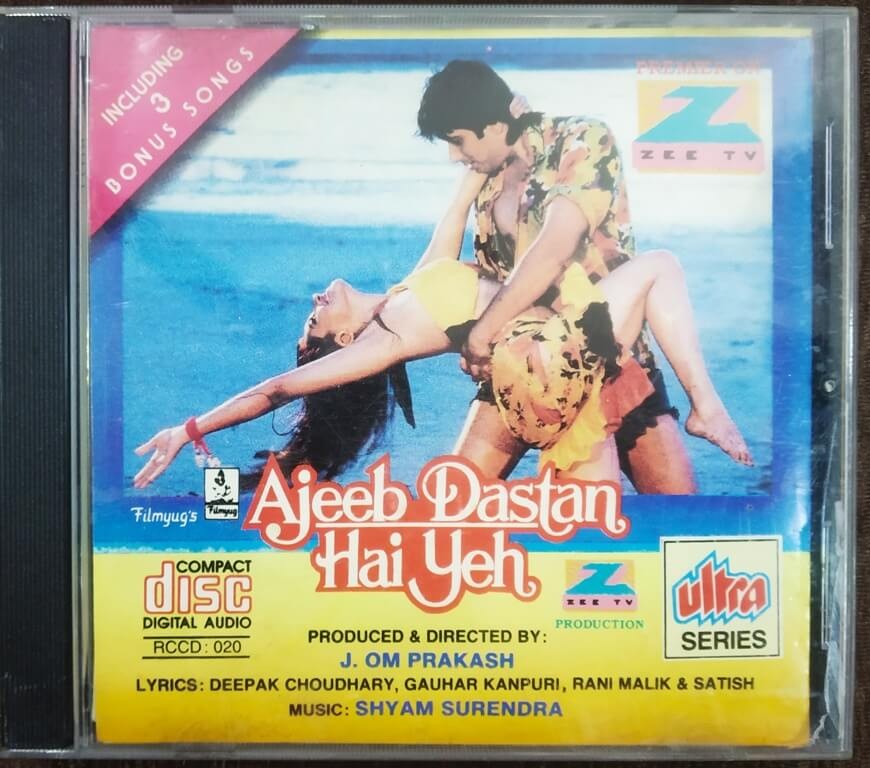 INCLUDING
3
BONUS SONGS
PREMIER ON
Z
ZEE TV
Filmyug's
Filmyug
Ajeeb Dastan
Hai Yeh
COMPACT
disc
DIGITAL AUDIO
RCCD: 020
Z
ZEE TV
PRODUCTION
ultra
SERIES
PRODUCED & DIRECTED BY:
J. OM PRAKASH
LYRICS: DEEPAK CHOUDHARY, GAUHAR KANPURI, RANI MALIK & SATISH
MUSIC: SHYAM SURENDRA